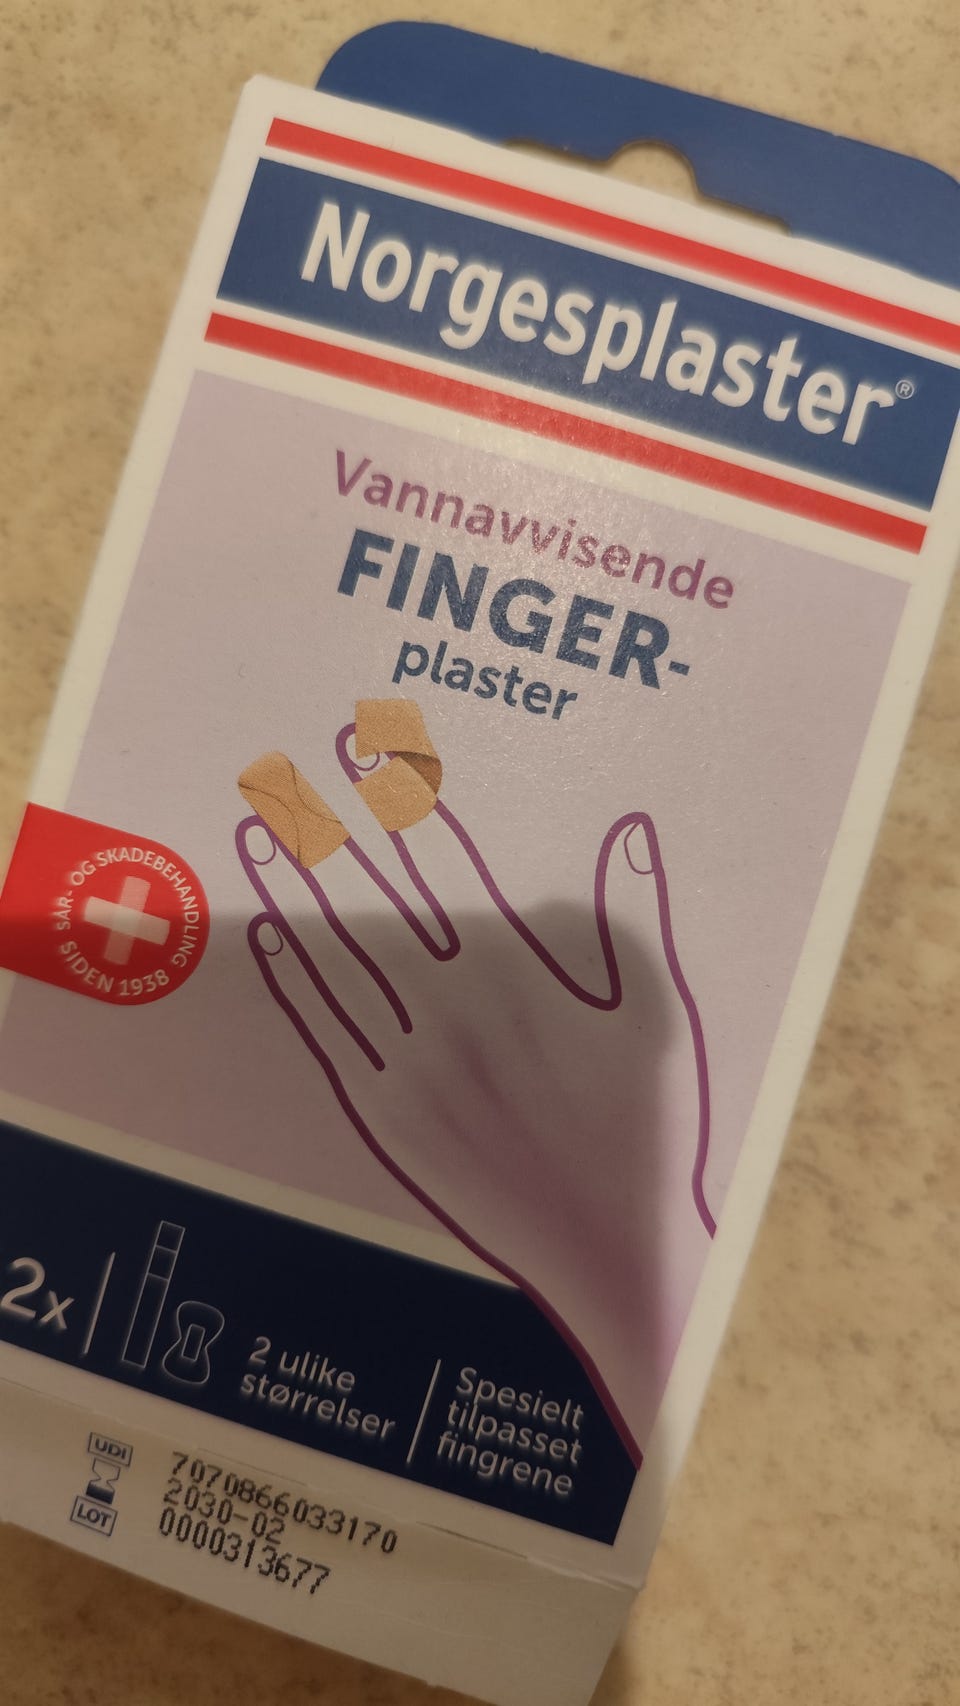 Norgesplaster®
Vannavvisende
FINGER-
plaster
SÅR- OG SKADEBEHANDLING
SIDEN 1938
2x
2 ulike
størrelser
Spesielt
tilpasset
fingrene
UDI
7070866033170
2030-02
LOT
0000313677